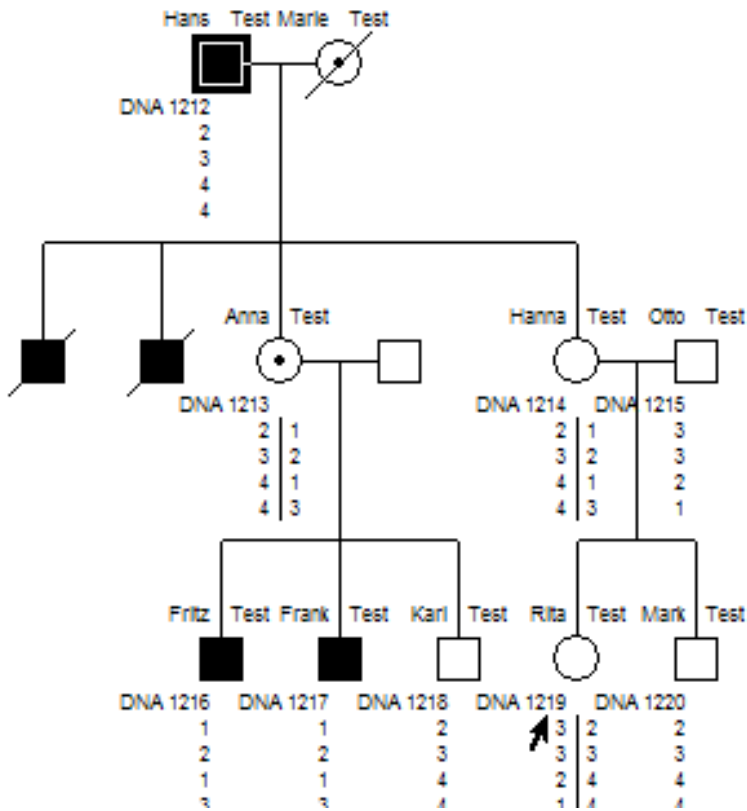 Hans Test Marie Test
DNA 1212
2
3
4
4
Anna Test Hanna Test Otto Test
DNA 1213 DNA 1214 DNA 1215
2 1 2 1 3
3 2 3 2 3
4 1 4 1 2
4 3 4 3 1
Fritz Test Frank Test Karl Test Rita Test Mark Test
DNA 1216 DNA 1217 DNA 1218 DNA 1219 DNA 1220
1 1 2 3 2 2
2 2 3 3 3 3
1 1 4 2 4 4
3 3 4 1 4 4